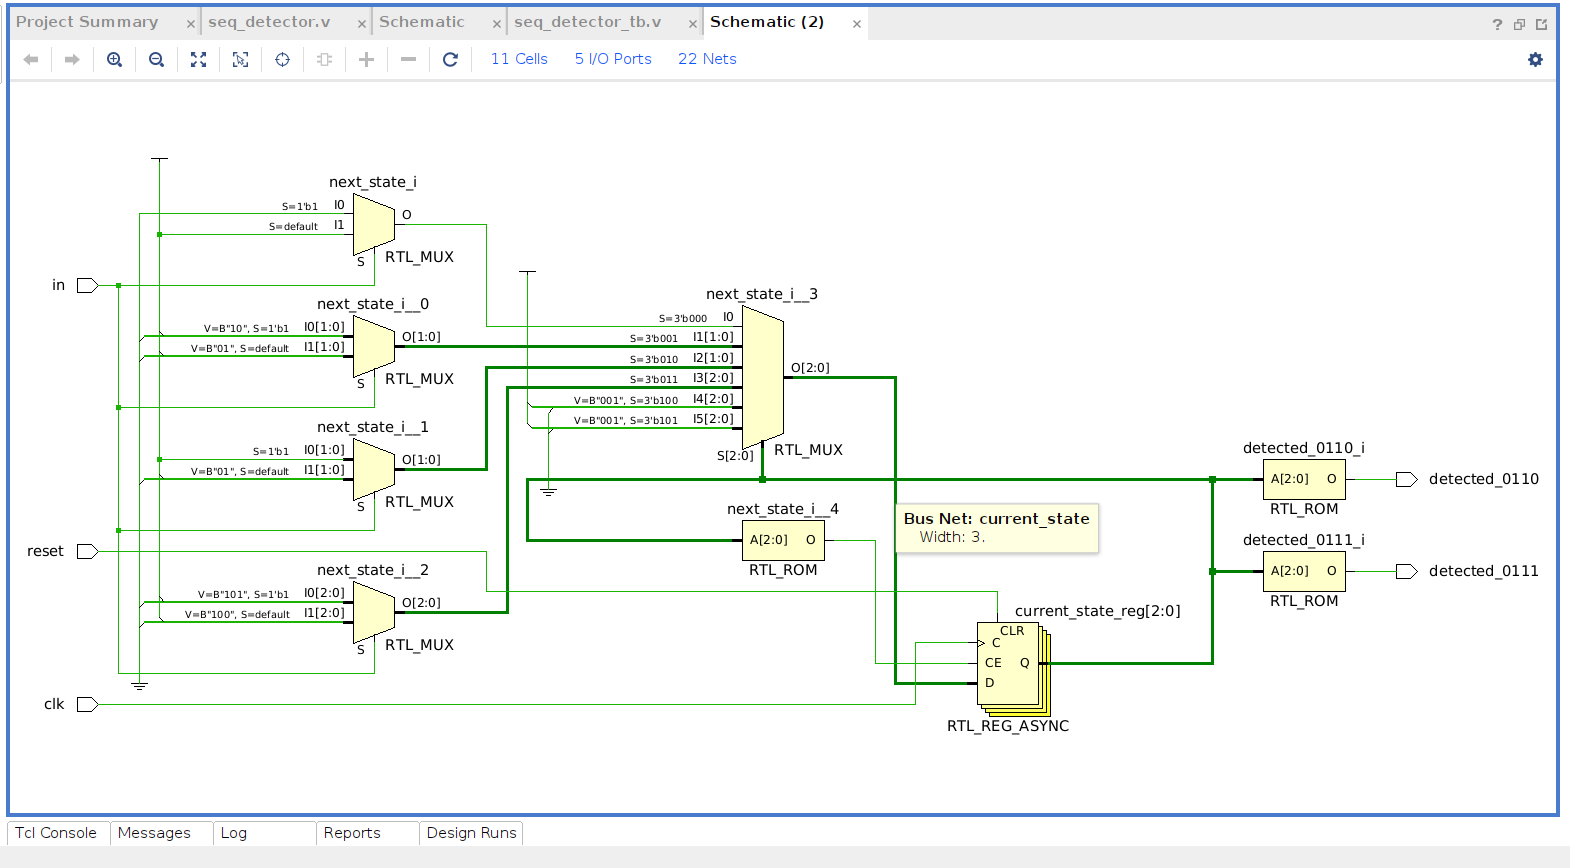 Project Summary × seq_detector.v × Schematic × seq_detector_tb.v × Schematic (2) × ?
11 Cells 5 I/O Ports 22 Nets
next_state_i
S=1'b1 I0
O
S=default I1
S
RTL_MUX
in
next_state_i__0
V=B"10", S=1'b1 I0[1:0]
O[1:0]
V=B"01", S=default I1[1:0]
S
RTL_MUX
next_state_i__1
S=1'b1 I0[1:0]
O[1:0]
V=B"01", S=default I1[1:0]
S
RTL_MUX
reset
next_state_i__2
V=B"101", S=1'b1 I0[2:0]
O[2:0]
V=B"100", S=default I1[2:0]
S
RTL_MUX
clk
next_state_i__3
S=3'b000 I0
S=3'b001 I1[1:0]
S=3'b010 I2[1:0]
O[2:0]
S=3'b011 I3[2:0]
V=B"001", S=3'b100 I4[2:0]
V=B"001", S=3'b101 I5[2:0]
S[2:0]
RTL_MUX
next_state_i__4
A[2:0] O
RTL_ROM
Bus Net: current_state
Width: 3.
current_state_reg[2:0]
CLR
C
CE Q
D
RTL_REG_ASYNC
detected_0110_i
A[2:0] O
detected_0110
RTL_ROM
detected_0111_i
A[2:0] O
detected_0111
RTL_ROM
Tcl Console Messages Log Reports Design Runs